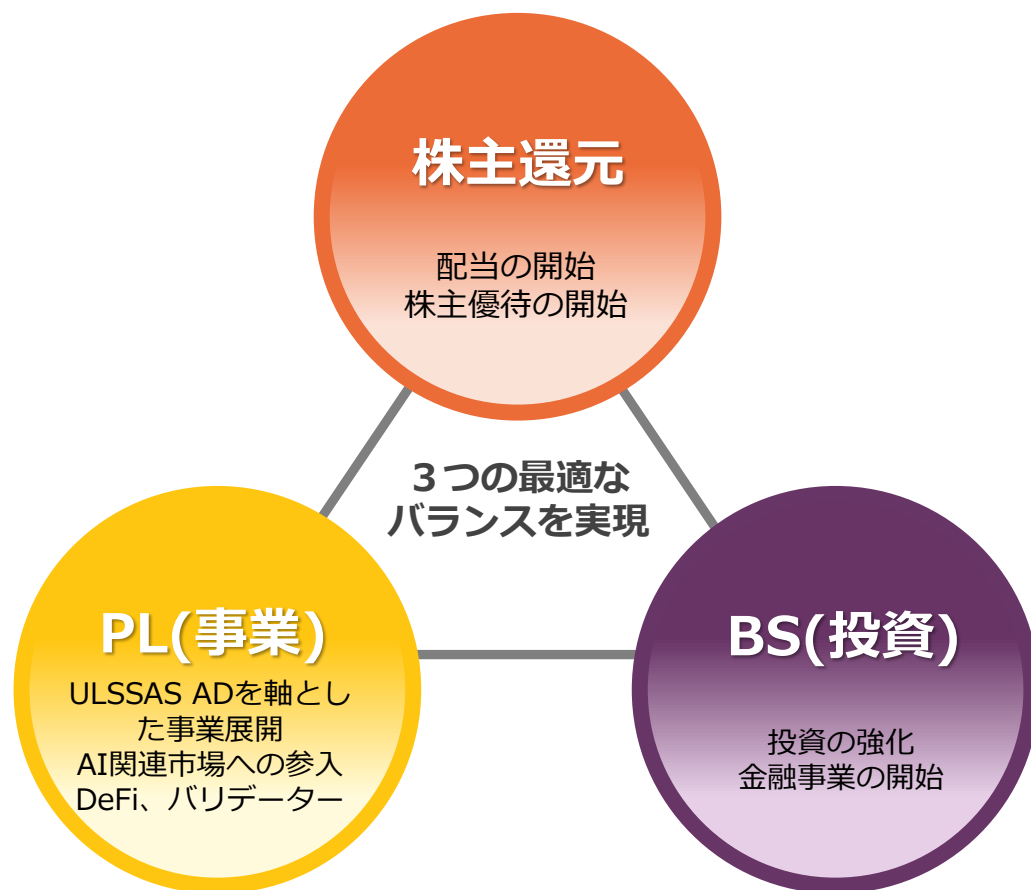 株主還元
配当の開始
株主優待の開始
３つの最適な
バランスを実現
PL(事業)
ULSSAS ADを軸とし
た事業展開
AI関連市場への参入
DeFi、バリデーター
BS(投資)
投資の強化
金融事業の開始